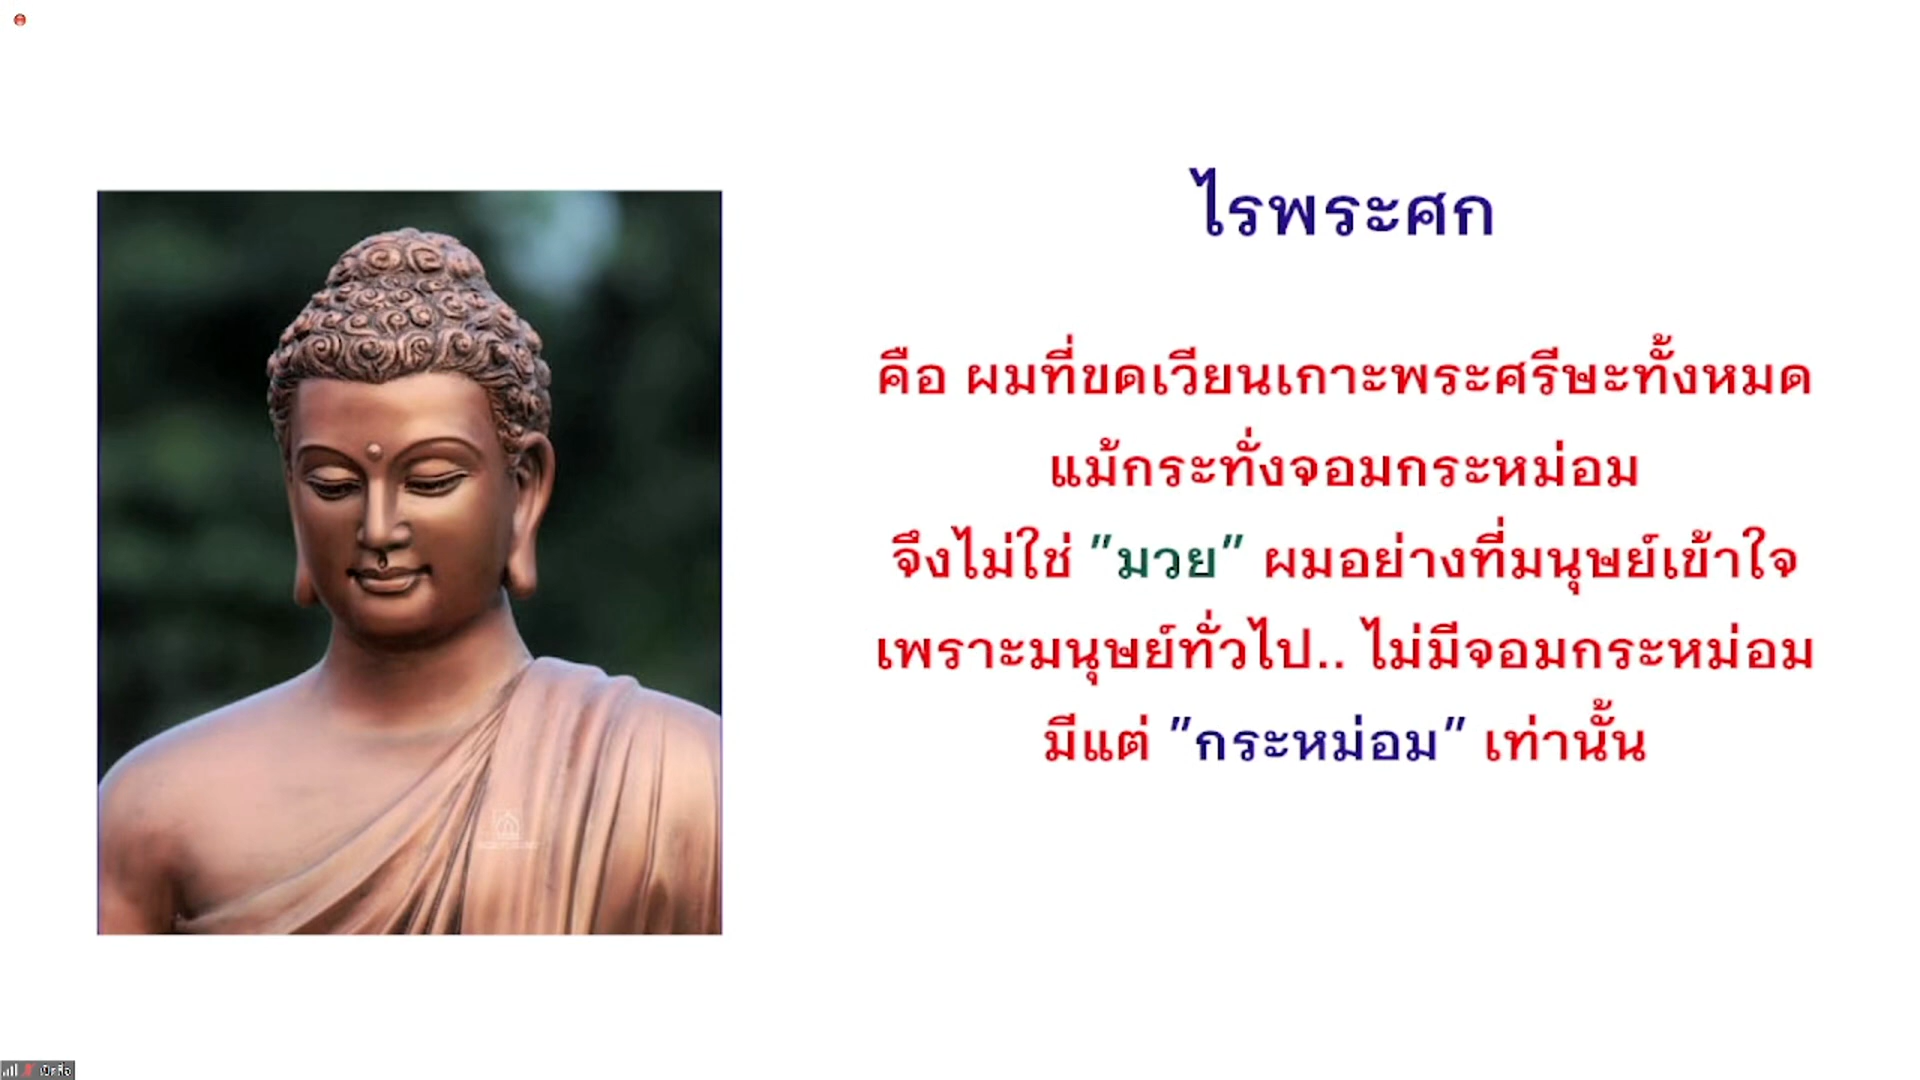 ไรพระศก
คือ ผมที่ขดเวียนเกาะพระศรีษะทั้งหมด
แม้กระทั่งจอมกระหม่อม
จึงไม่ใช่ "มวย" ผมอย่างที่มนุษย์เข้าใจ
เพราะมนุษย์ทั่วไป.. ไม่มีจอมกระหม่อม
มีแต่ "กระหม่อม" เท่านั้น